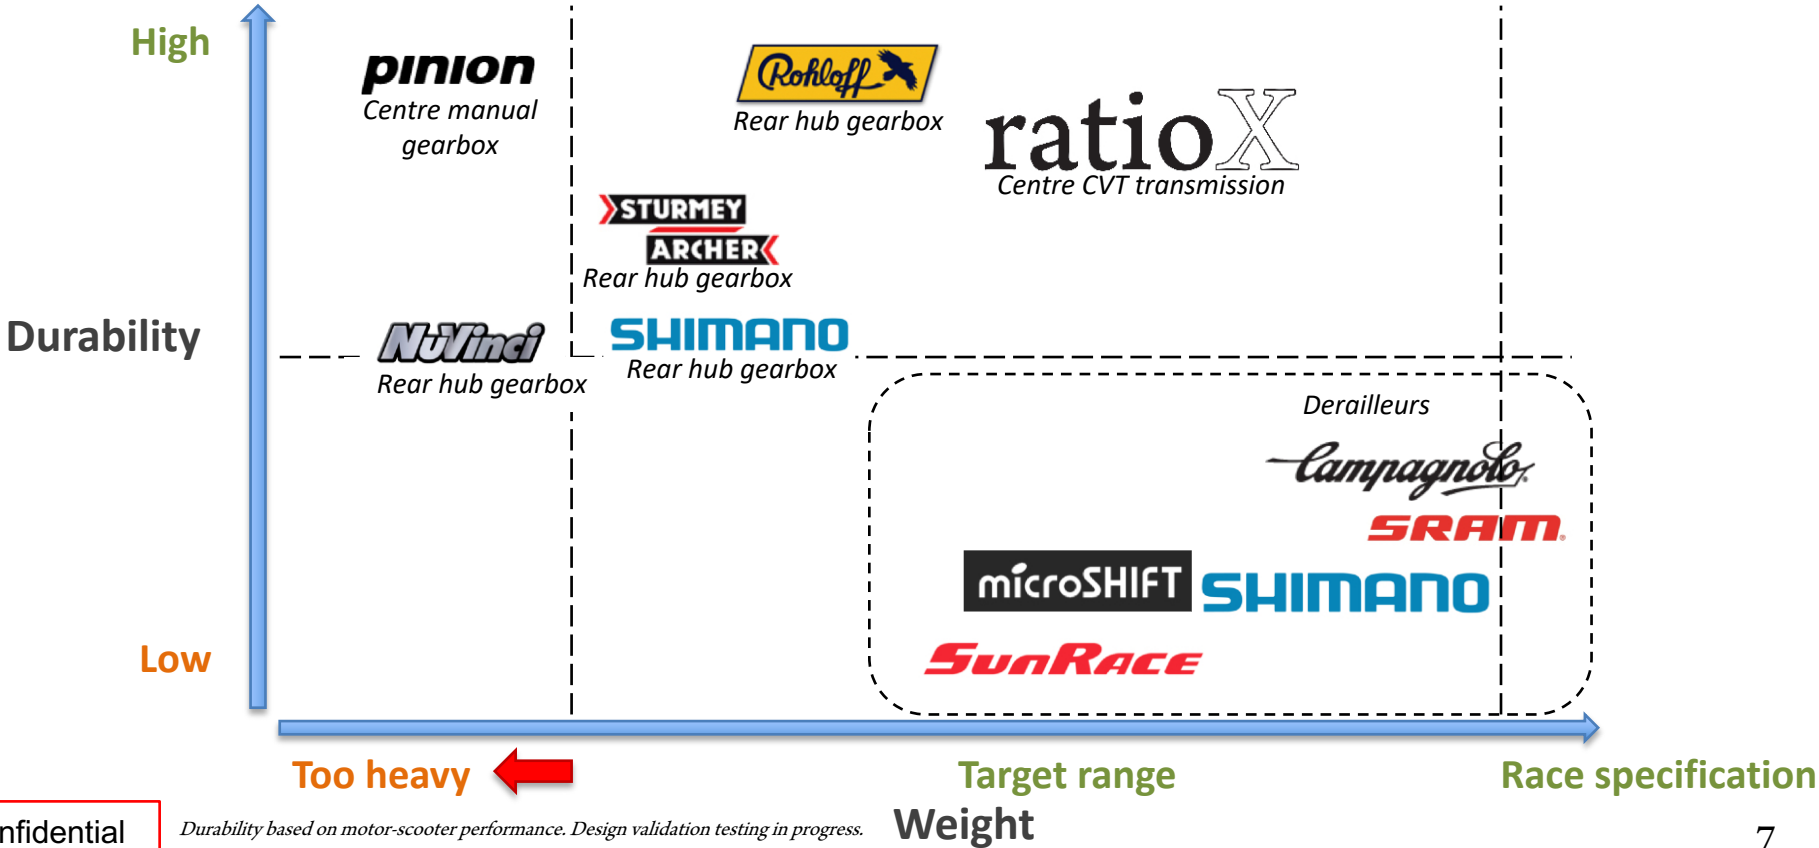 High
pinion
Centre manual
gearbox
Rohloff
Rear hub gearbox
ratioX
Centre CVT transmission
STURMEY
ARCHER
Rear hub gearbox
Durability
NuVinci
Rear hub gearbox
SHIMANO
Rear hub gearbox
Derailleurs
Campagnolo
SRAM
microSHIFT
SHIMANO
SUNRACE
Low
Too heavy
Target range
Race specification
Weight
nfidential
Durability based on motor-scooter performance. Design validation testing in progress.
7